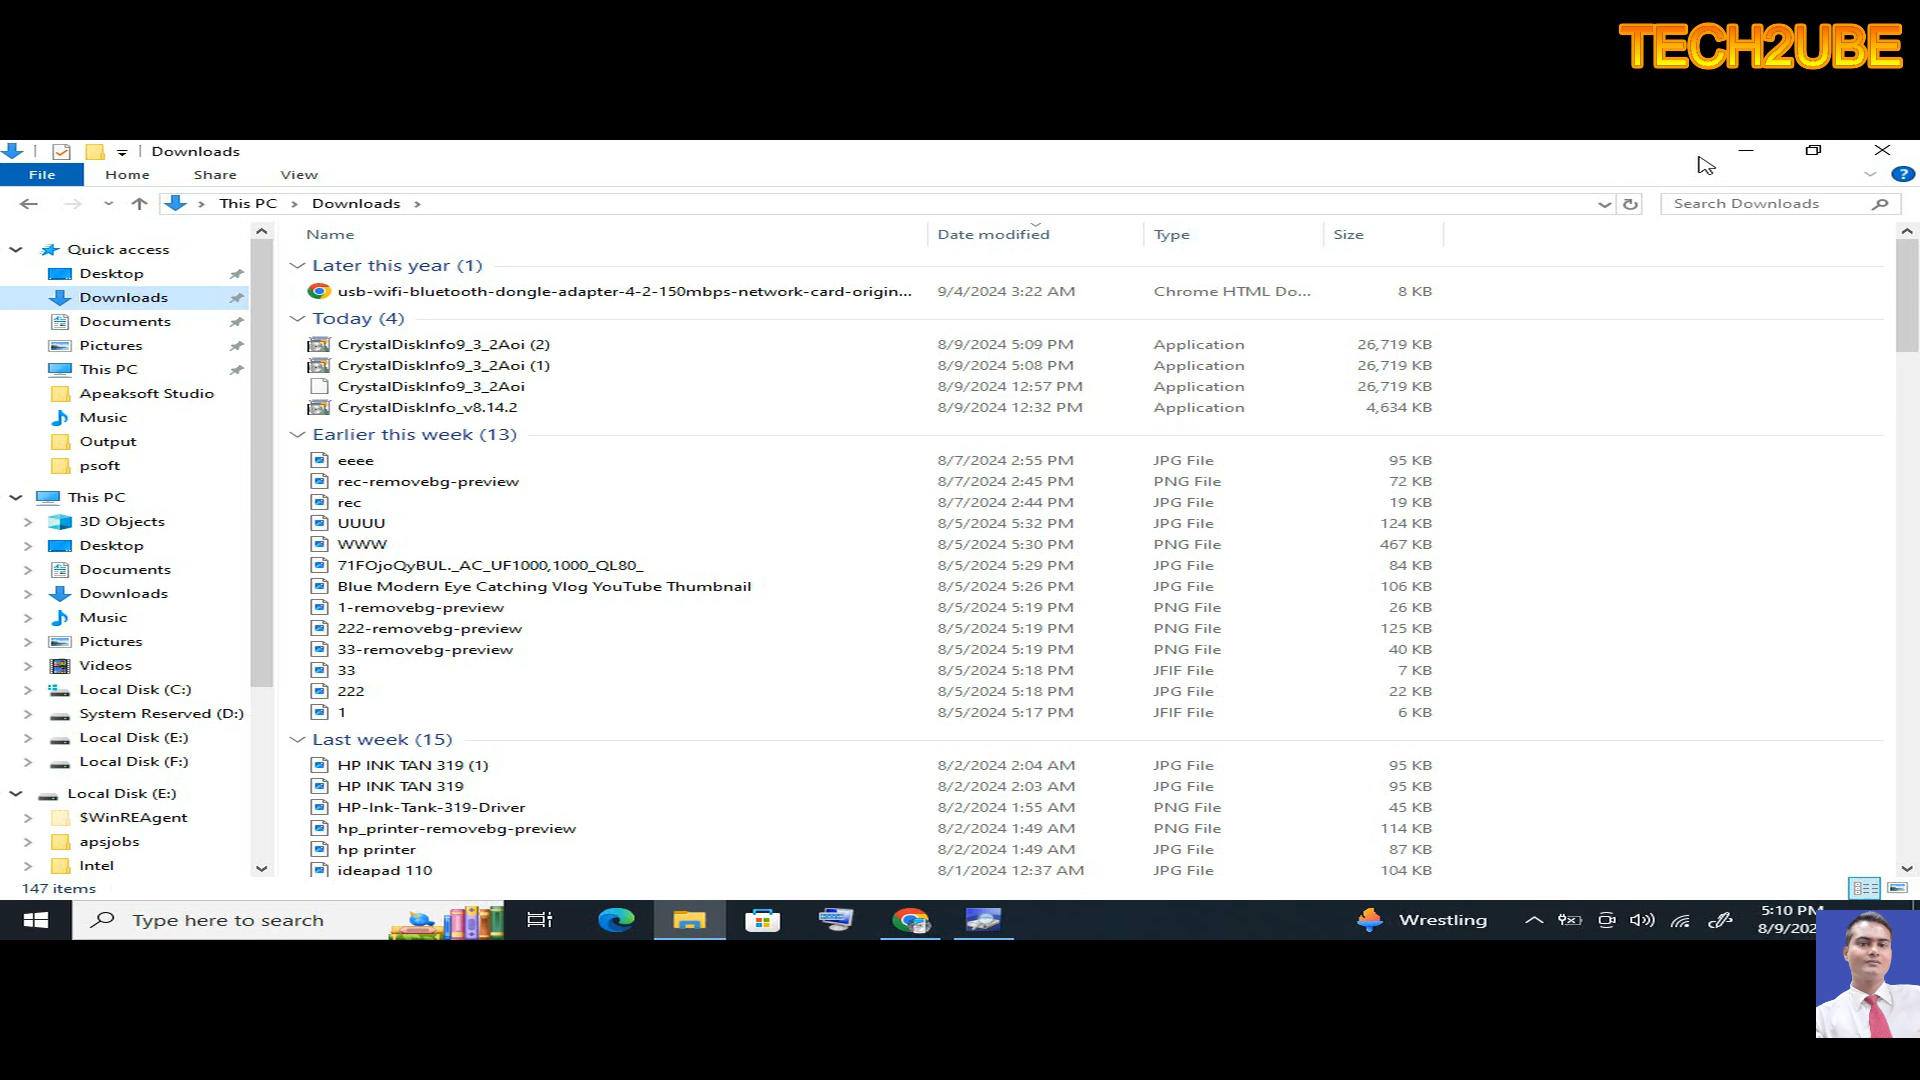 TECH2UBE
Downloads
File Home Share View
This PC Downloads
Search Downloads
Name Date modified Type Size
Quick access
Desktop
Downloads
Documents
Pictures
This PC
Apeaksoft Studio
Music
Output
psoft
This PC
3D Objects
Desktop
Documents
Downloads
Music
Pictures
Videos
Local Disk (C:)
System Reserved (D:)
Local Disk (E:)
Local Disk (F:)
Local Disk (E:)
$WinREAgent
apsjobs
Intel
Later this year (1)
usb-wifi-bluetooth-dongle-adapter-4-2-150mbps-network-card-origin... 9/4/2024 3:22 AM Chrome HTML Do... 8 KB
Today (4)
CrystalDiskInfo9_3_2Aoi (2) 8/9/2024 5:09 PM Application 26,719 KB
CrystalDiskInfo9_3_2Aoi (1) 8/9/2024 5:08 PM Application 26,719 KB
CrystalDiskInfo9_3_2Aoi 8/9/2024 12:57 PM Application 26,719 KB
CrystalDiskInfo_v8.14.2 8/9/2024 12:32 PM Application 4,634 KB
Earlier this week (13)
eeee 8/7/2024 2:55 PM JPG File 95 KB
rec-removebg-preview 8/7/2024 2:45 PM PNG File 72 KB
rec 8/7/2024 2:44 PM JPG File 19 KB
UUUU 8/5/2024 5:32 PM JPG File 124 KB
WWW 8/5/2024 5:30 PM PNG File 467 KB
71FOjoQyBUL._AC_UF1000,1000_QL80_ 8/5/2024 5:29 PM JPG File 84 KB
Blue Modern Eye Catching Vlog YouTube Thumbnail 8/5/2024 5:26 PM JPG File 106 KB
1-removebg-preview 8/5/2024 5:19 PM PNG File 26 KB
222-removebg-preview 8/5/2024 5:19 PM PNG File 125 KB
33-removebg-preview 8/5/2024 5:19 PM PNG File 40 KB
33 8/5/2024 5:18 PM JFIF File 7 KB
222 8/5/2024 5:18 PM JPG File 22 KB
1 8/5/2024 5:17 PM JFIF File 6 KB
Last week (15)
HP INK TAN 319 (1) 8/2/2024 2:04 AM JPG File 95 KB
HP INK TAN 319 8/2/2024 2:03 AM JPG File 95 KB
HP-Ink-Tank-319-Driver 8/2/2024 1:55 AM PNG File 45 KB
hp_printer-removebg-preview 8/2/2024 1:49 AM PNG File 114 KB
hp printer 8/2/2024 1:49 AM JPG File 87 KB
ideapad 110 8/1/2024 12:37 AM JPG File 104 KB
147 items
Type here to search
Wrestling
5:10 PM
8/9/202